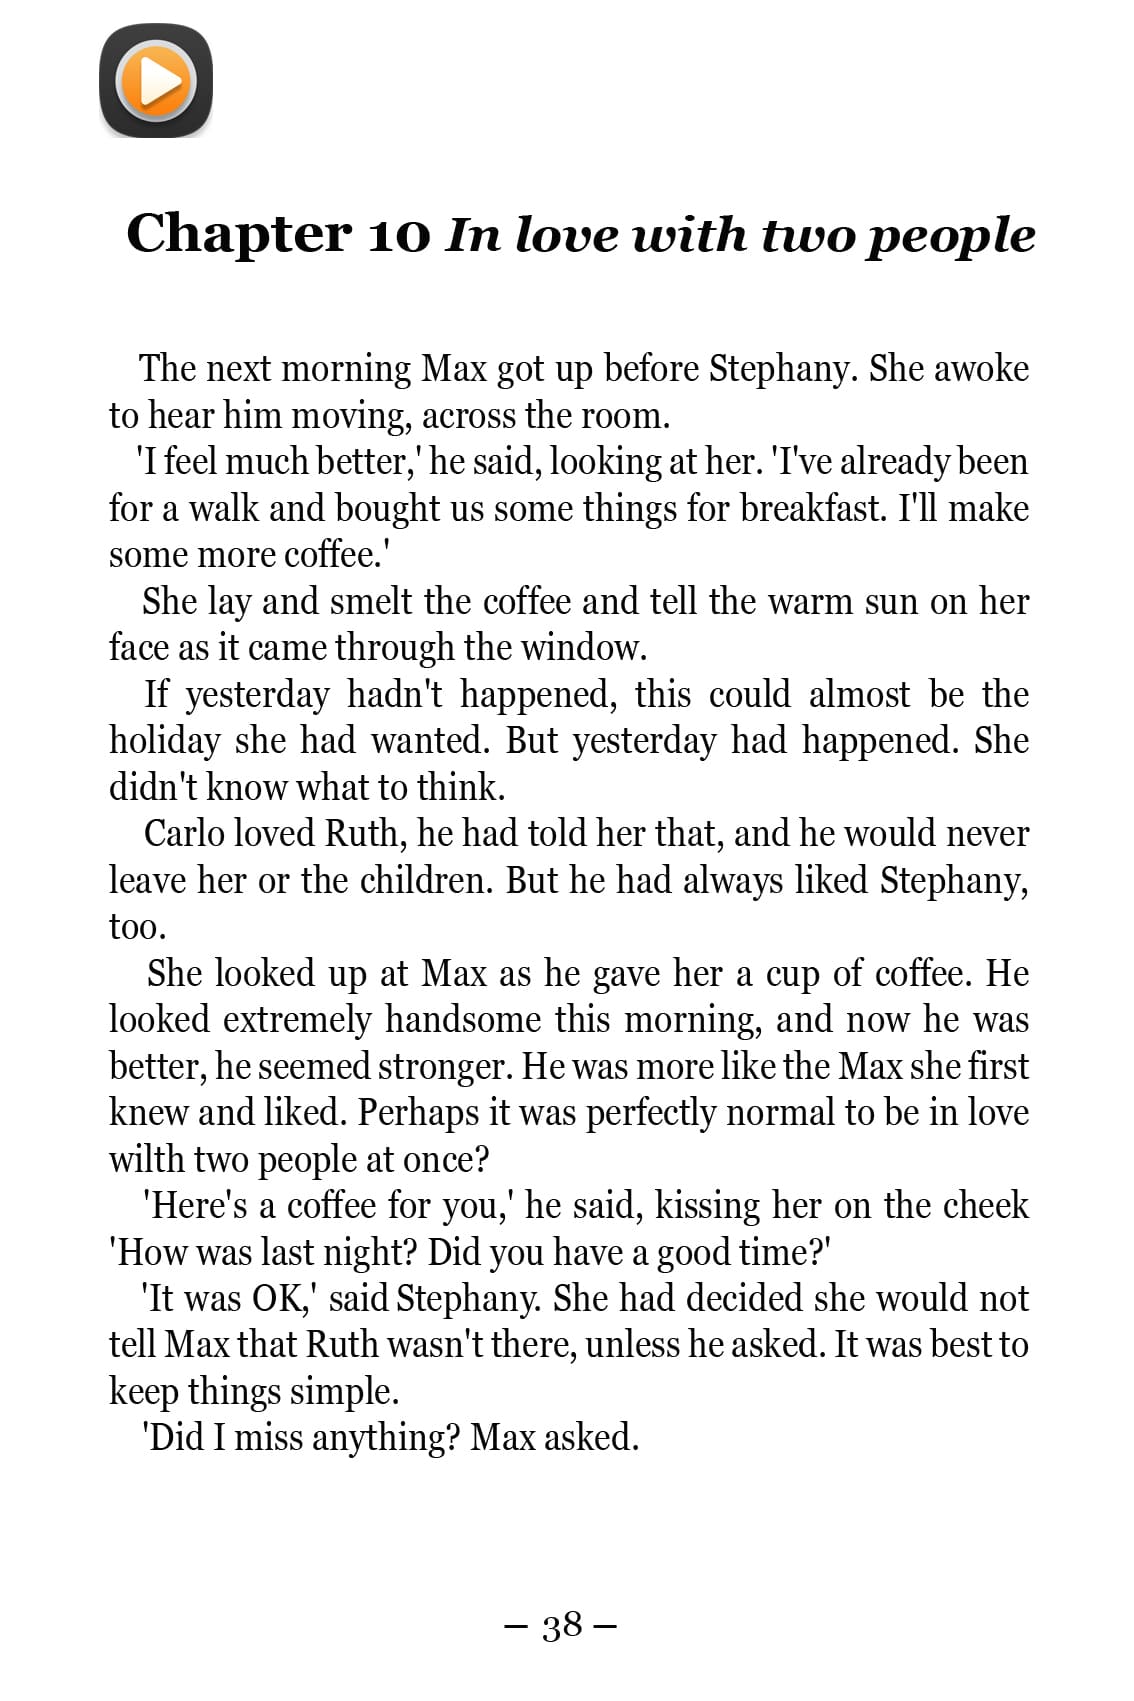 Chapter 10 In love with two people
The next morning Max got up before Stephany. She awoke
to hear him moving, across the room.
'I feel much better,' he said, looking at her. 'I've already been
for a walk and bought us some things for breakfast. I'll make
some more coffee.'
She lay and smelt the coffee and tell the warm sun on her
face as it came through the window.
If yesterday hadn't happened, this could almost be the
holiday she had wanted. But yesterday had happened. She
didn't know what to think.
Carlo loved Ruth, he had told her that, and he would never
leave her or the children. But he had always liked Stephany,
too.
She looked up at Max as he gave her a cup of coffee. He
looked extremely handsome this morning, and now he was
better, he seemed stronger. He was more like the Max she first
knew and liked. Perhaps it was perfectly normal to be in love
wilth two people at once?
'Here's a coffee for you,' he said, kissing her on the cheek
'How was last night? Did you have a good time?'
'It was OK,' said Stephany. She had decided she would not
tell Max that Ruth wasn't there, unless he asked. It was best to
keep things simple.
'Did I miss anything? Max asked.
– 38 –